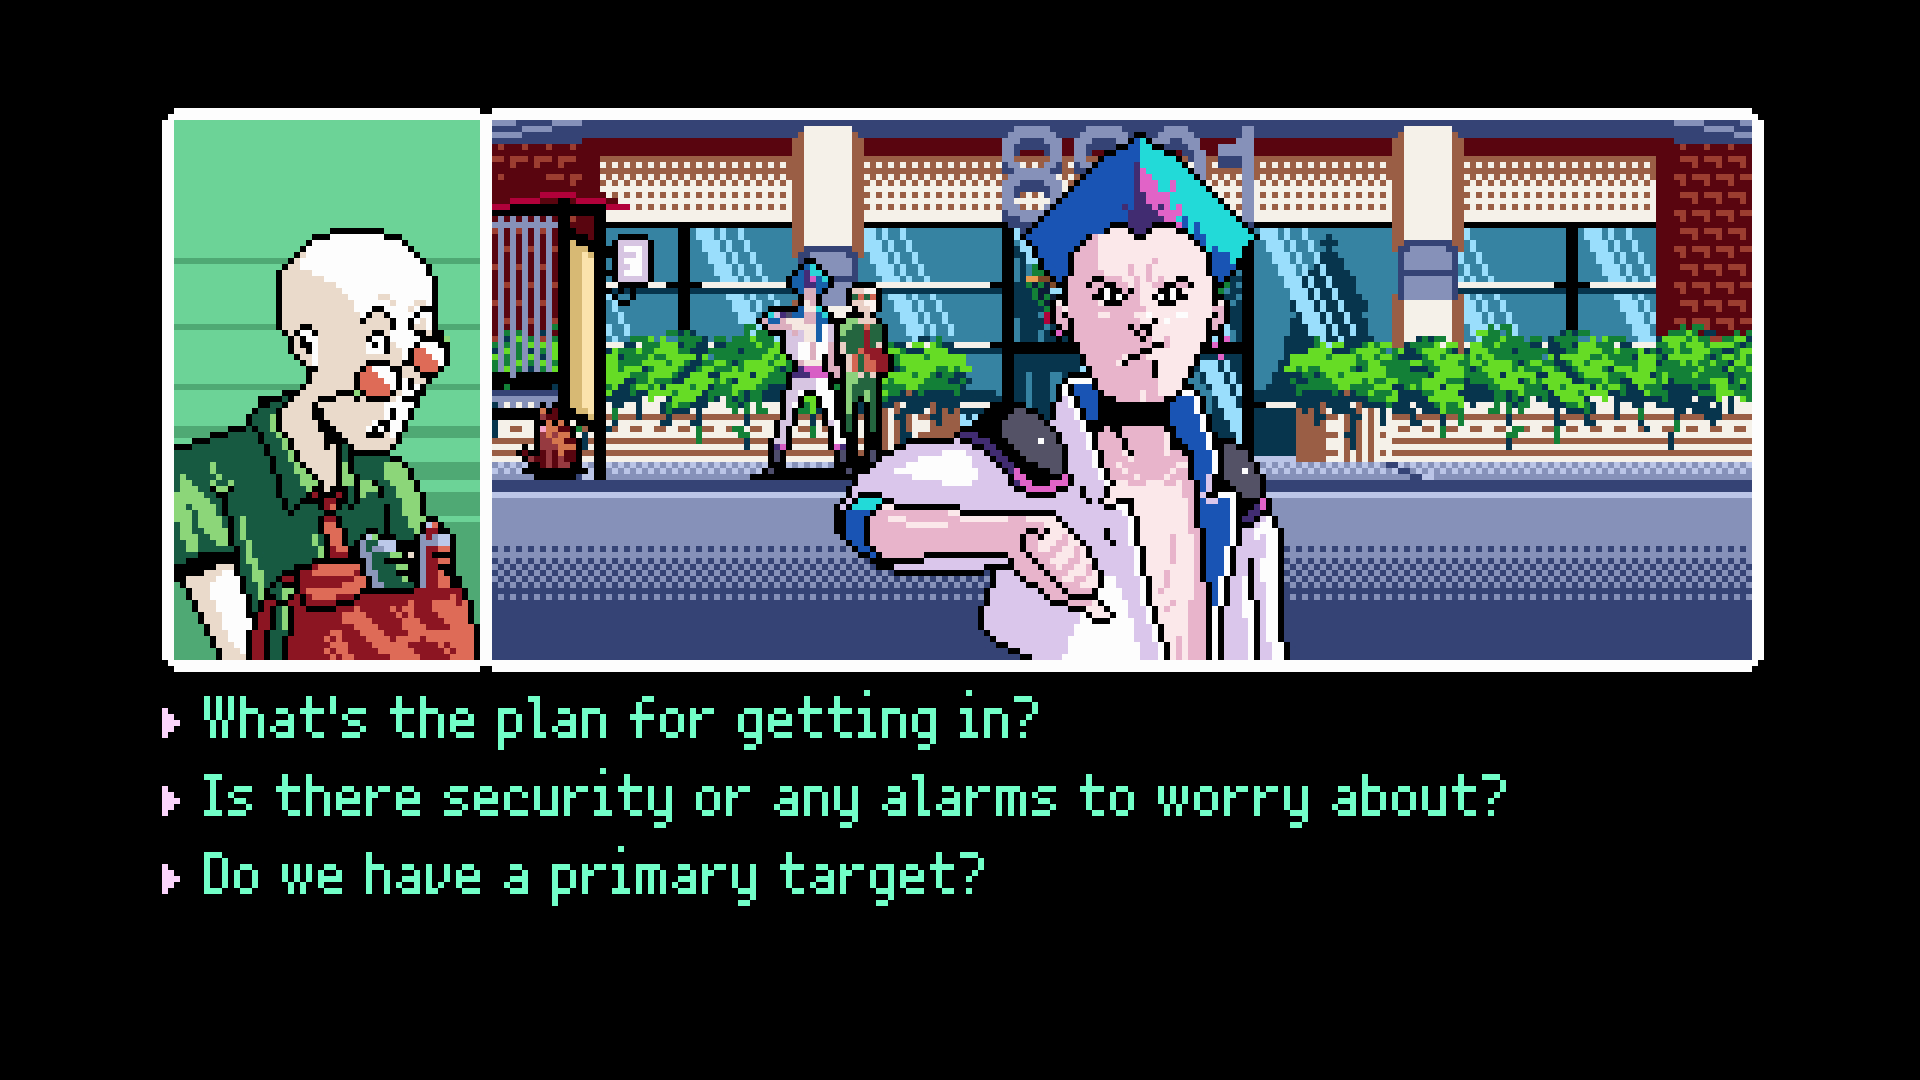 What's the plan for getting in?
Is there security or any alarms to worry about?
Do we have a primary target?